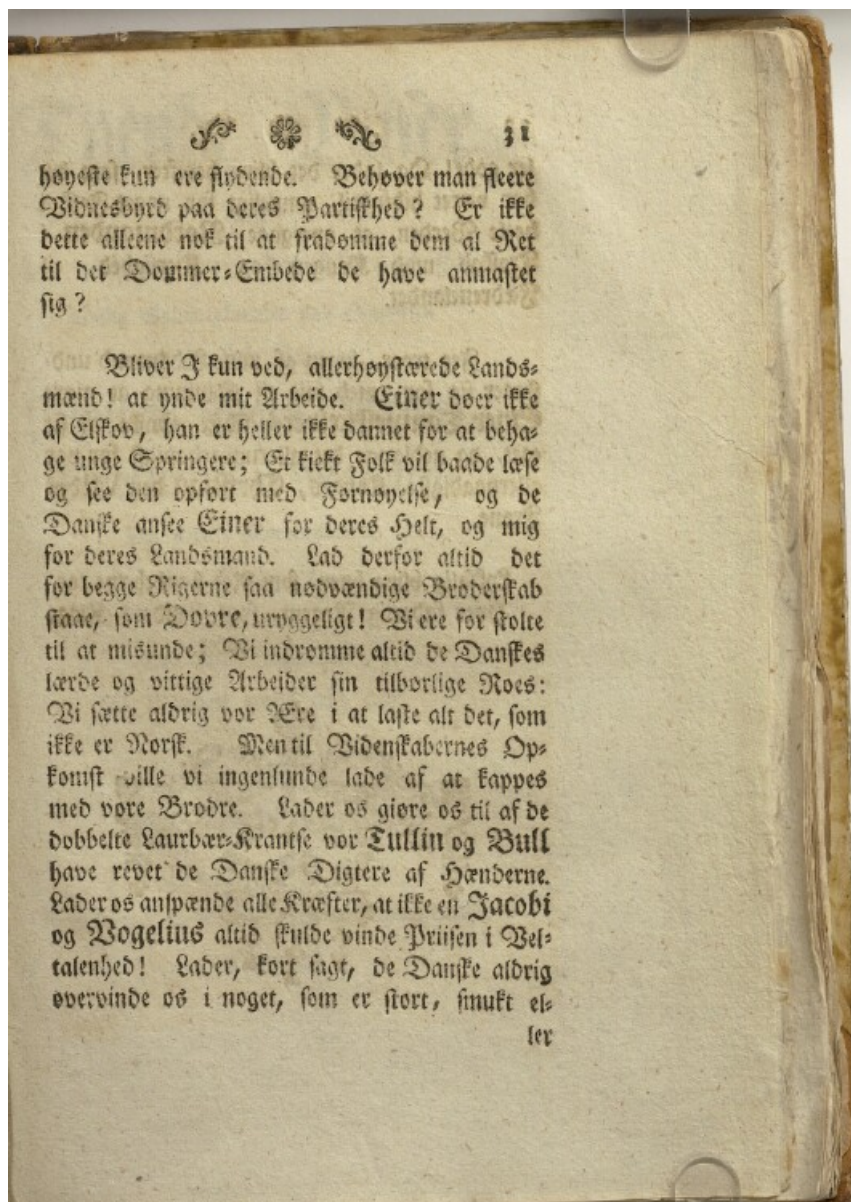 31
høyeste kun ere flydende. Behøver man fleere
Vidnesbyrd paa deres Partiskhed? Er ikke
dette alleene nok til at fradømme dem al Ret
til det Dommer-Embede de have anmastet
sig?
Bliver I kun ved, allerhøystærede Lands-
mænd! at ynde mit Arbeide. Einer døer ikke
af Elskov, han er heller ikke dannet for at beha-
ge unge Springere; Et kiekt Folk vil baade læse
og see den opført med Fornøyelse, og de
Danske ansee Einer for deres Helt, og mig
for deres Landsmand. Lad derfor altid det
for begge Rigerne saa nødvændige Broderskab
staae, som Dovre, uryggeligt! Vi ere for stolte
til at misunde; Vi indrømme altid de Danskes
lærde og vittige Arbeider sin tilbørlige Roes:
Vi sætte aldrig vor Ære i at laste alt det, som
ikke er Norsk. Men til Videnskabernes Op-
komst ville vi ingenlunde lade af at kappes
med vore Brødre. Lader os giøre os til af de
dobbelte Laurbær-Krantse vor Tullin og Bull
have revet de Danske Digtere af Hænderne.
Lader os anspænde alle Kræfter, at ikke en Jacobi
og Vogelius altid skulde vinde Priisen i Vel-
talenhed! Lader, kort sagt, de Danske aldrig
overvinde os i noget, som er stort, smukt el-
ler